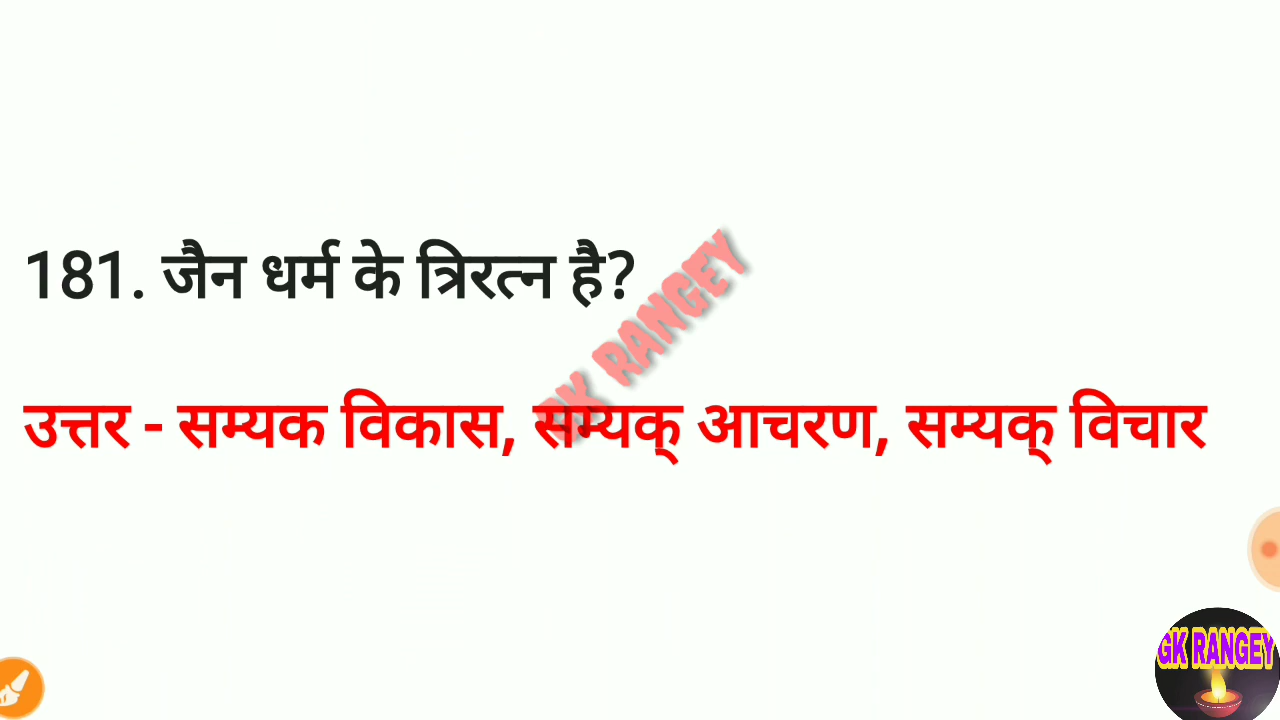 181. जैन धर्म के त्रिरत्न है?
GK RANGEY
उत्तर - सम्यक विकास, सम्यक् आचरण, सम्यक् विचार
GK RANGEY